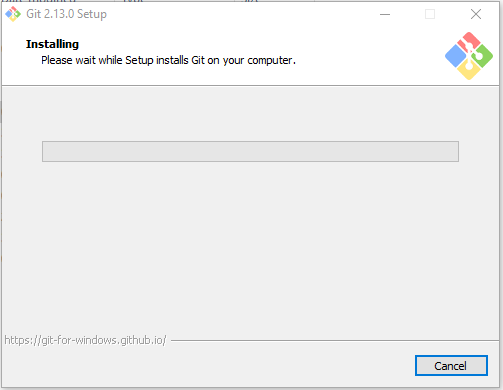 Git 2.13.0 Setup
Installing
Please wait while Setup installs Git on your computer.
https://git-for-windows.github.io/
Cancel